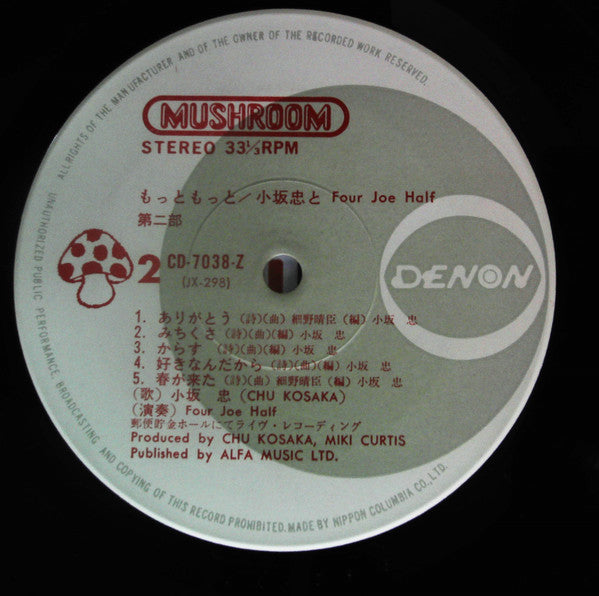 ALL RIGHTS OF THE MANUFACTURER AND OF THE OWNER OF THE RECORDED WORK RESERVED.
MUSHROOM
STEREO 33⅓RPM
もっともっと／小坂忠と Four Joe Half
第二部
2 CD-7038-Z
(JX-298)
DENON
1. ありがとう (詩)(曲) 細野晴臣 (編) 小坂 忠
2. みちくさ (詩)(曲)(編) 小坂 忠
3. からす (詩)(曲)(編) 小坂 忠
4. 好きなんだから (詩)(曲)(編) 小坂 忠
5. 春が来た (詩)(曲) 細野晴臣 (編) 小坂 忠
(歌) 小坂 忠 (CHU KOSAKA)
(演奏) Four Joe Half
郵便貯金ホールにてライヴ・レコーディング
Produced by CHU KOSAKA, MIKI CURTIS
Published by ALFA MUSIC LTD.
UNAUTHORIZED PUBLIC PERFORMANCE, BROADCASTING AND COPYING OF THIS RECORD PROHIBITED. MADE BY NIPPON COLUMBIA CO., LTD.